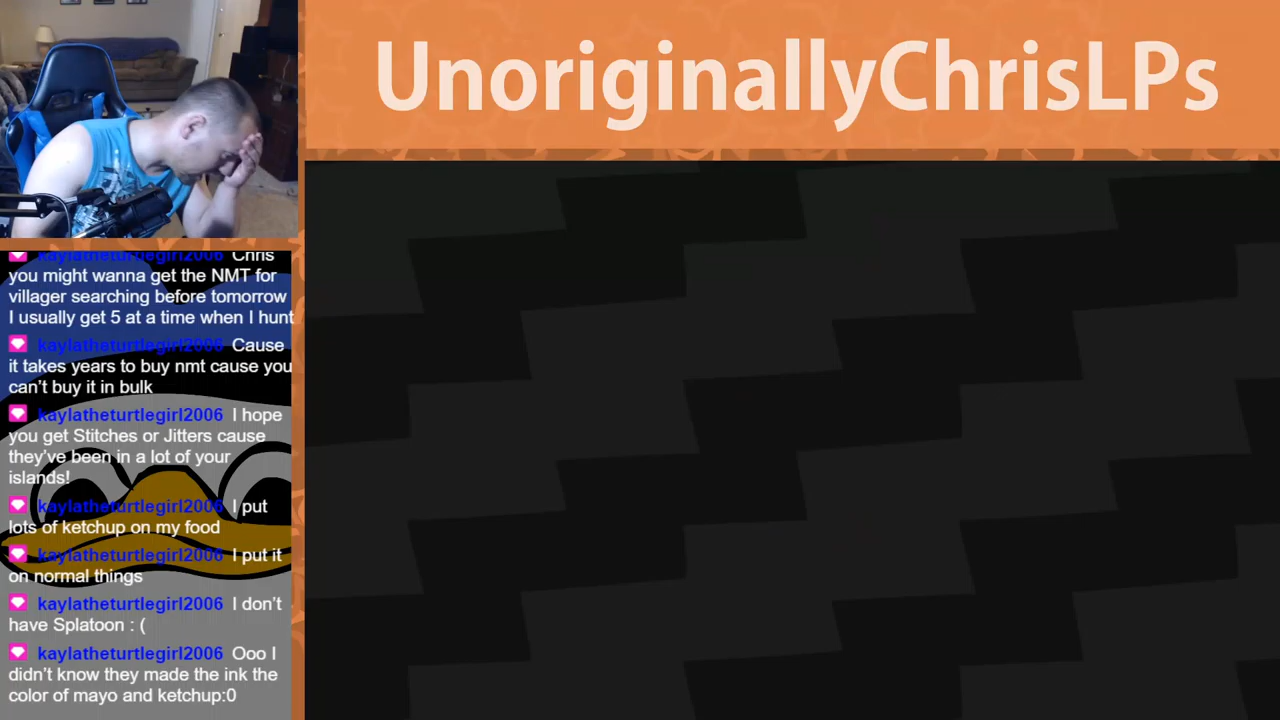 UnoriginallyChrisLPs
kaylatheturtlegirl2006 Chris
you might wanna get the NMT for
villager searching before tomorrow
I usually get 5 at a time when I hunt
kaylatheturtlegirl2006 Cause
it takes years to buy nmt cause you
can't buy it in bulk
kaylatheturtlegirl2006 I hope
you get Stitches or Jitters cause
they've been in a lot of your
islands!
kaylatheturtlegirl2006 I put
lots of ketchup on my food
kaylatheturtlegirl2006 I put it
on normal things
kaylatheturtlegirl2006 I don't
have Splatoon : (
kaylatheturtlegirl2006 Ooo I
didn't know they made the ink the
color of mayo and ketchup:0